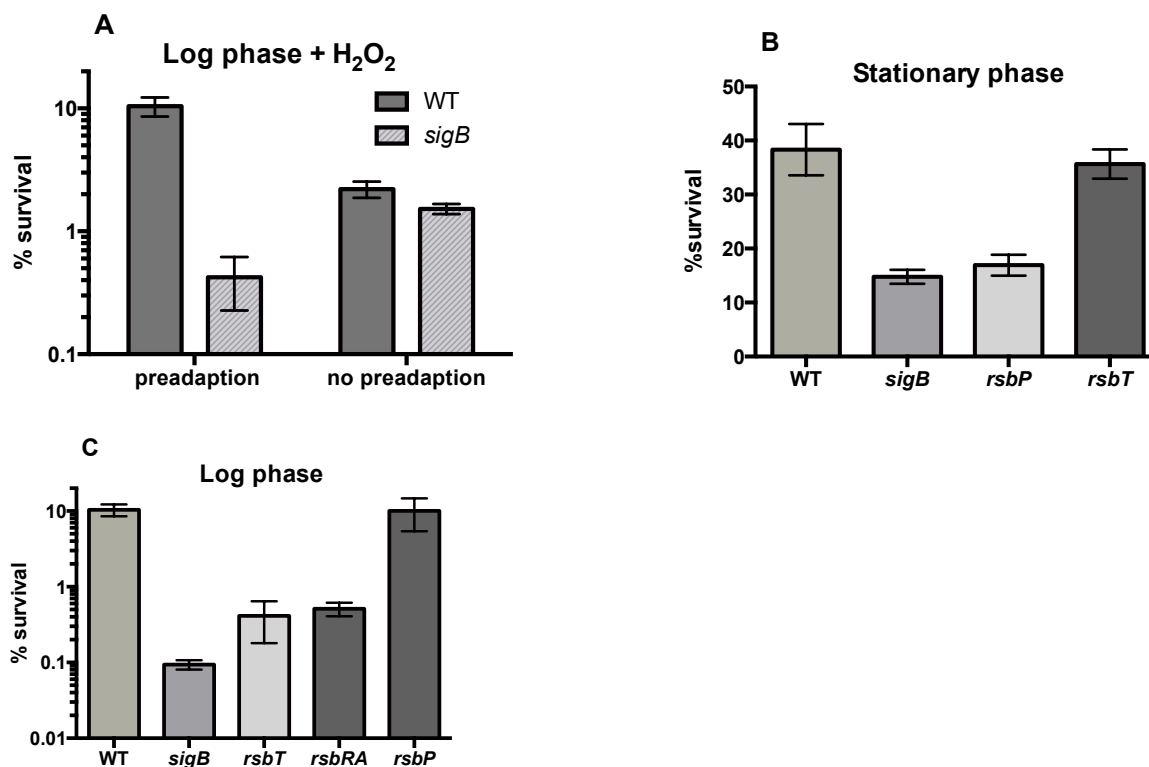 A
Log phase + H₂O₂
WT
sigB
% survival
10
1
0.1
preadaption
no preadaption
B
Stationary phase
%survival
50
40
30
20
10
0
WT
sigB
rsbP
rsbT
C
Log phase
% survival
10
1
0.1
0.01
WT
sigB
rsbT
rsbRA
rsbP